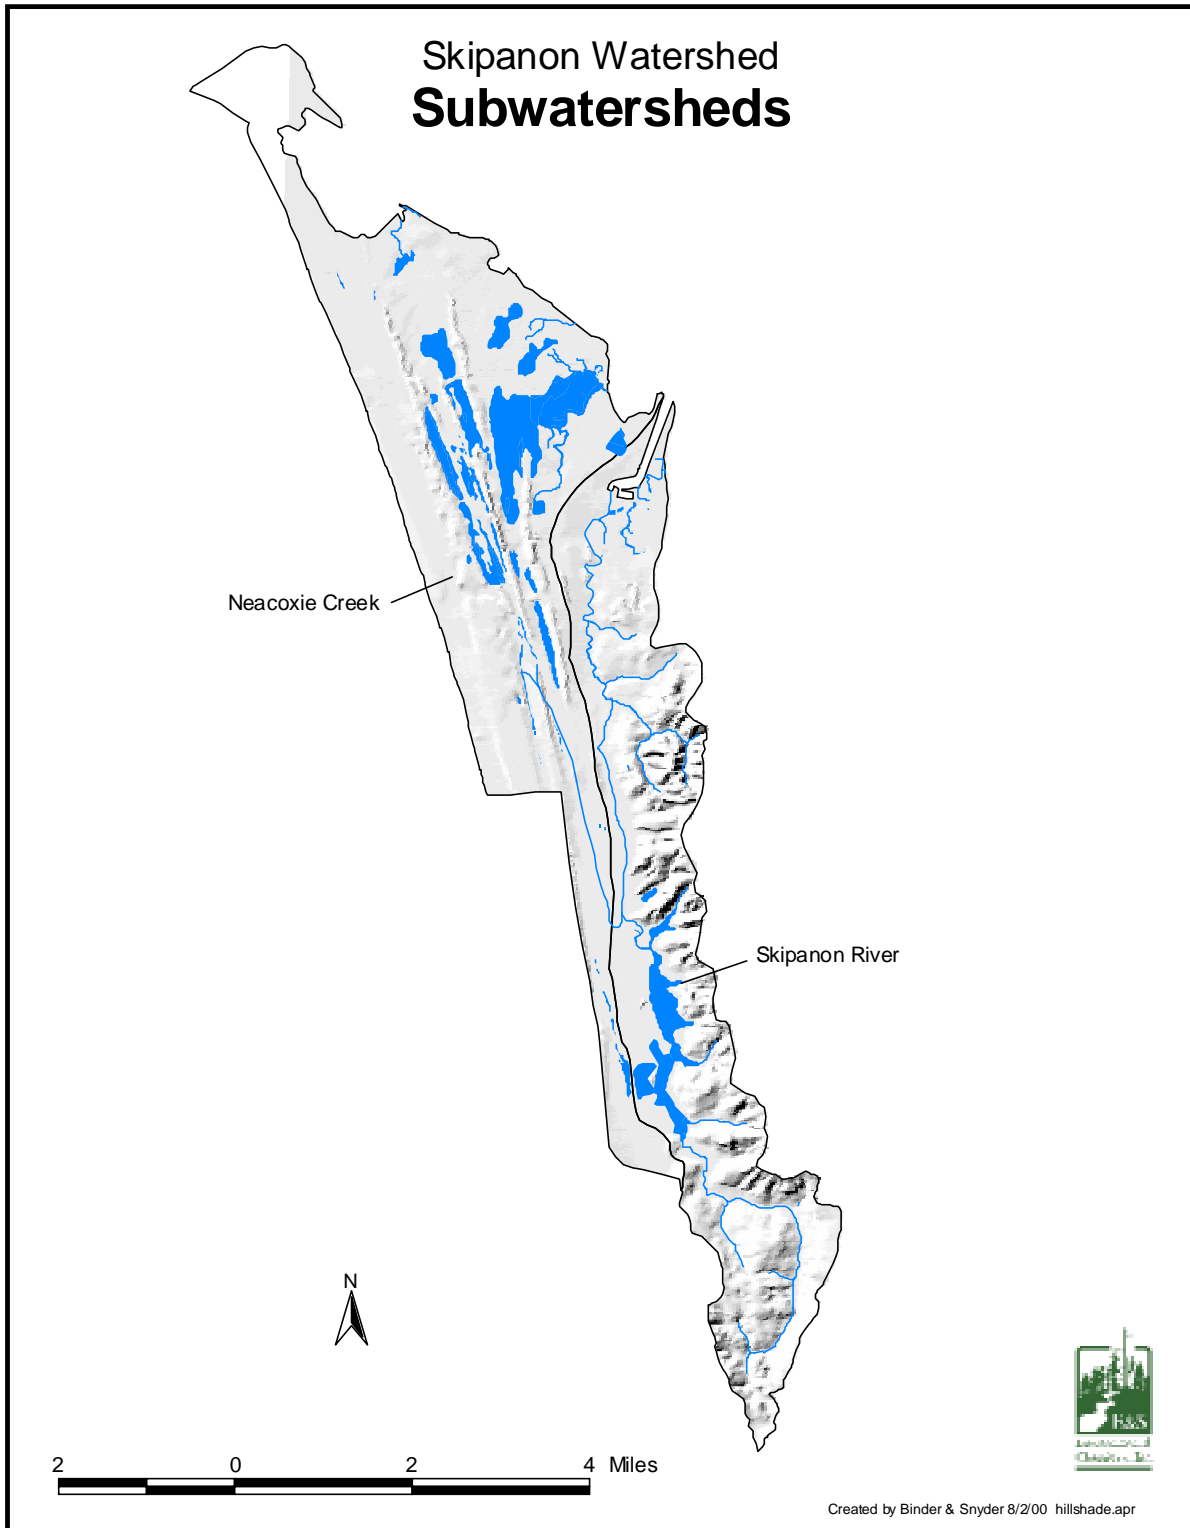 Skipanon Watershed
Subwatersheds
Neacoxie Creek
Skipanon River
N
2 0 2 4 Miles
E&S
Created by Binder & Snyder 8/2/00 hillshade.apr